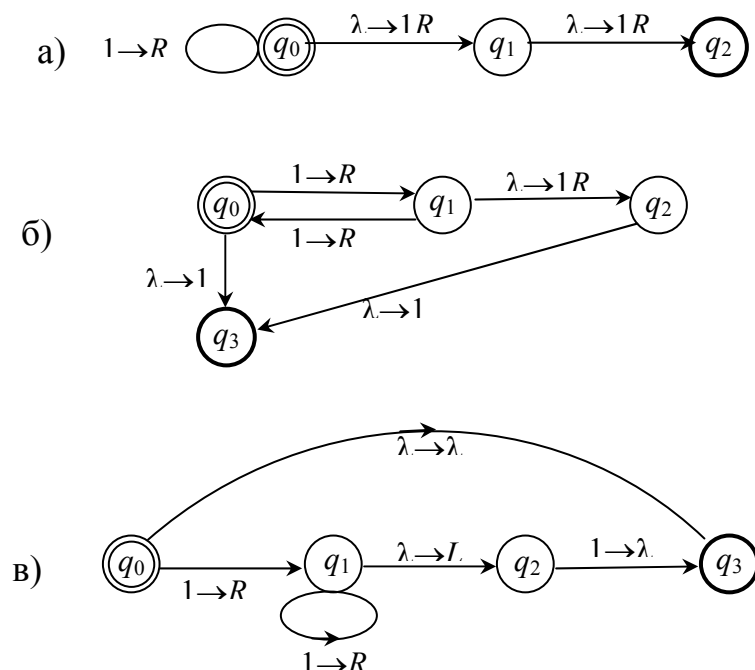 а) 1→R q0 λ→1R q1 λ→1R q2
б) q0 1→R q1 λ→1R q2
1→R
λ→1 λ→1
q3
λ→λ
в) q0 1→R q1 λ→L q2 1→λ q3
1→R